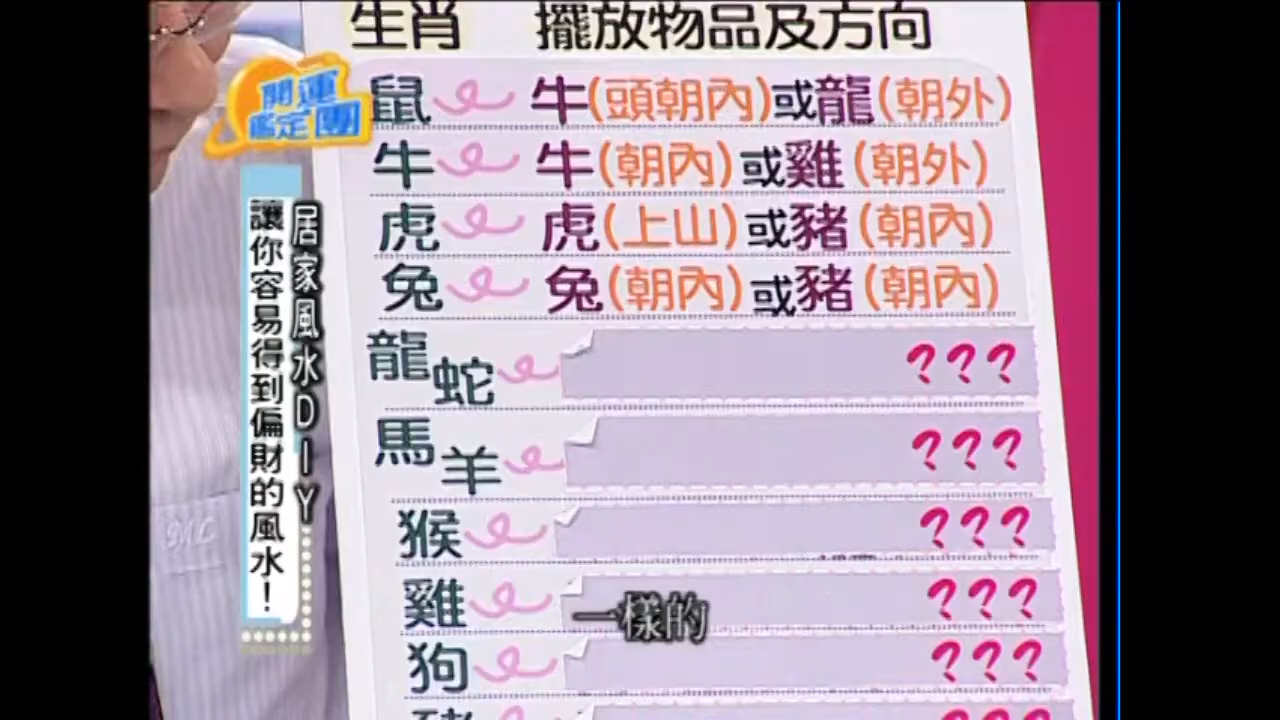 生肖 擺放物品及方向
鼠 牛(頭朝內)或龍(朝外)
牛 牛(朝內)或雞(朝外)
虎 虎(上山)或豬(朝內)
兔 兔(朝內)或豬(朝內)
龍蛇 ???
馬羊 ???
猴 ???
雞 ???
狗 ???
豬 ???
開運鑑定團
居家風水DIY
讓你容易得到偏財的風水!
一樣的